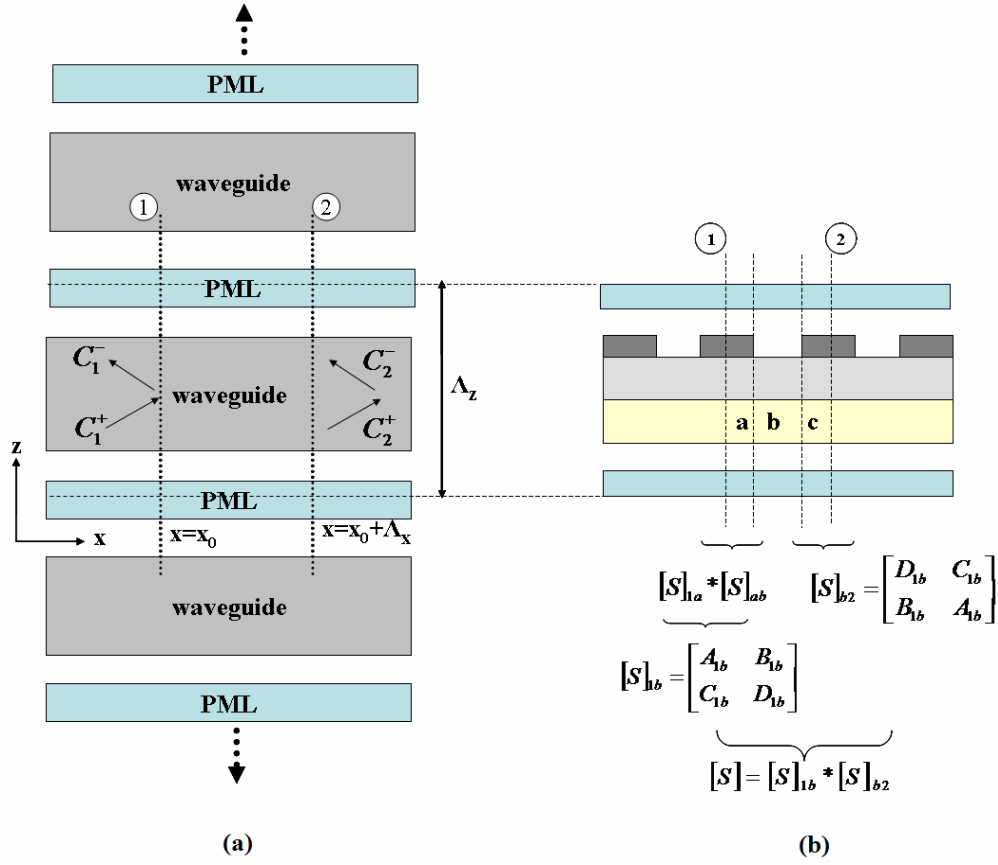 PML
waveguide
1 2
PML
C₁⁻ C₂⁻
waveguide
C₁⁺ C₂⁺
Λz
z
PML
x
x=x₀ x=x₀+Λₓ
waveguide
PML
(a)
1 2
a b c
[S]₁ₐ*[S]ₐb
[S]b2 = [D₁b C₁b
B₁b A₁b]
[S]₁b = [A₁b B₁b
C₁b D₁b]
[S] = [S]₁b*[S]b2
(b)